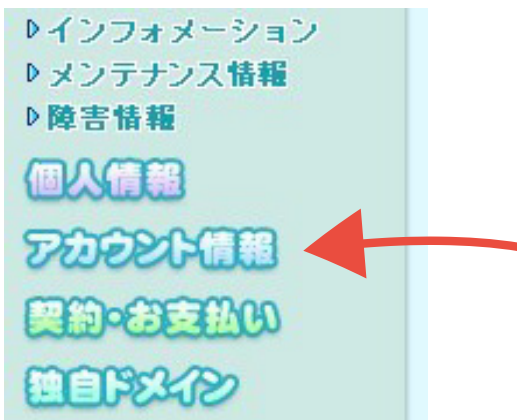 インフォメーション
メンテナンス情報
障害情報
個人情報
アカウント情報
契約・お支払い
独自ドメイン